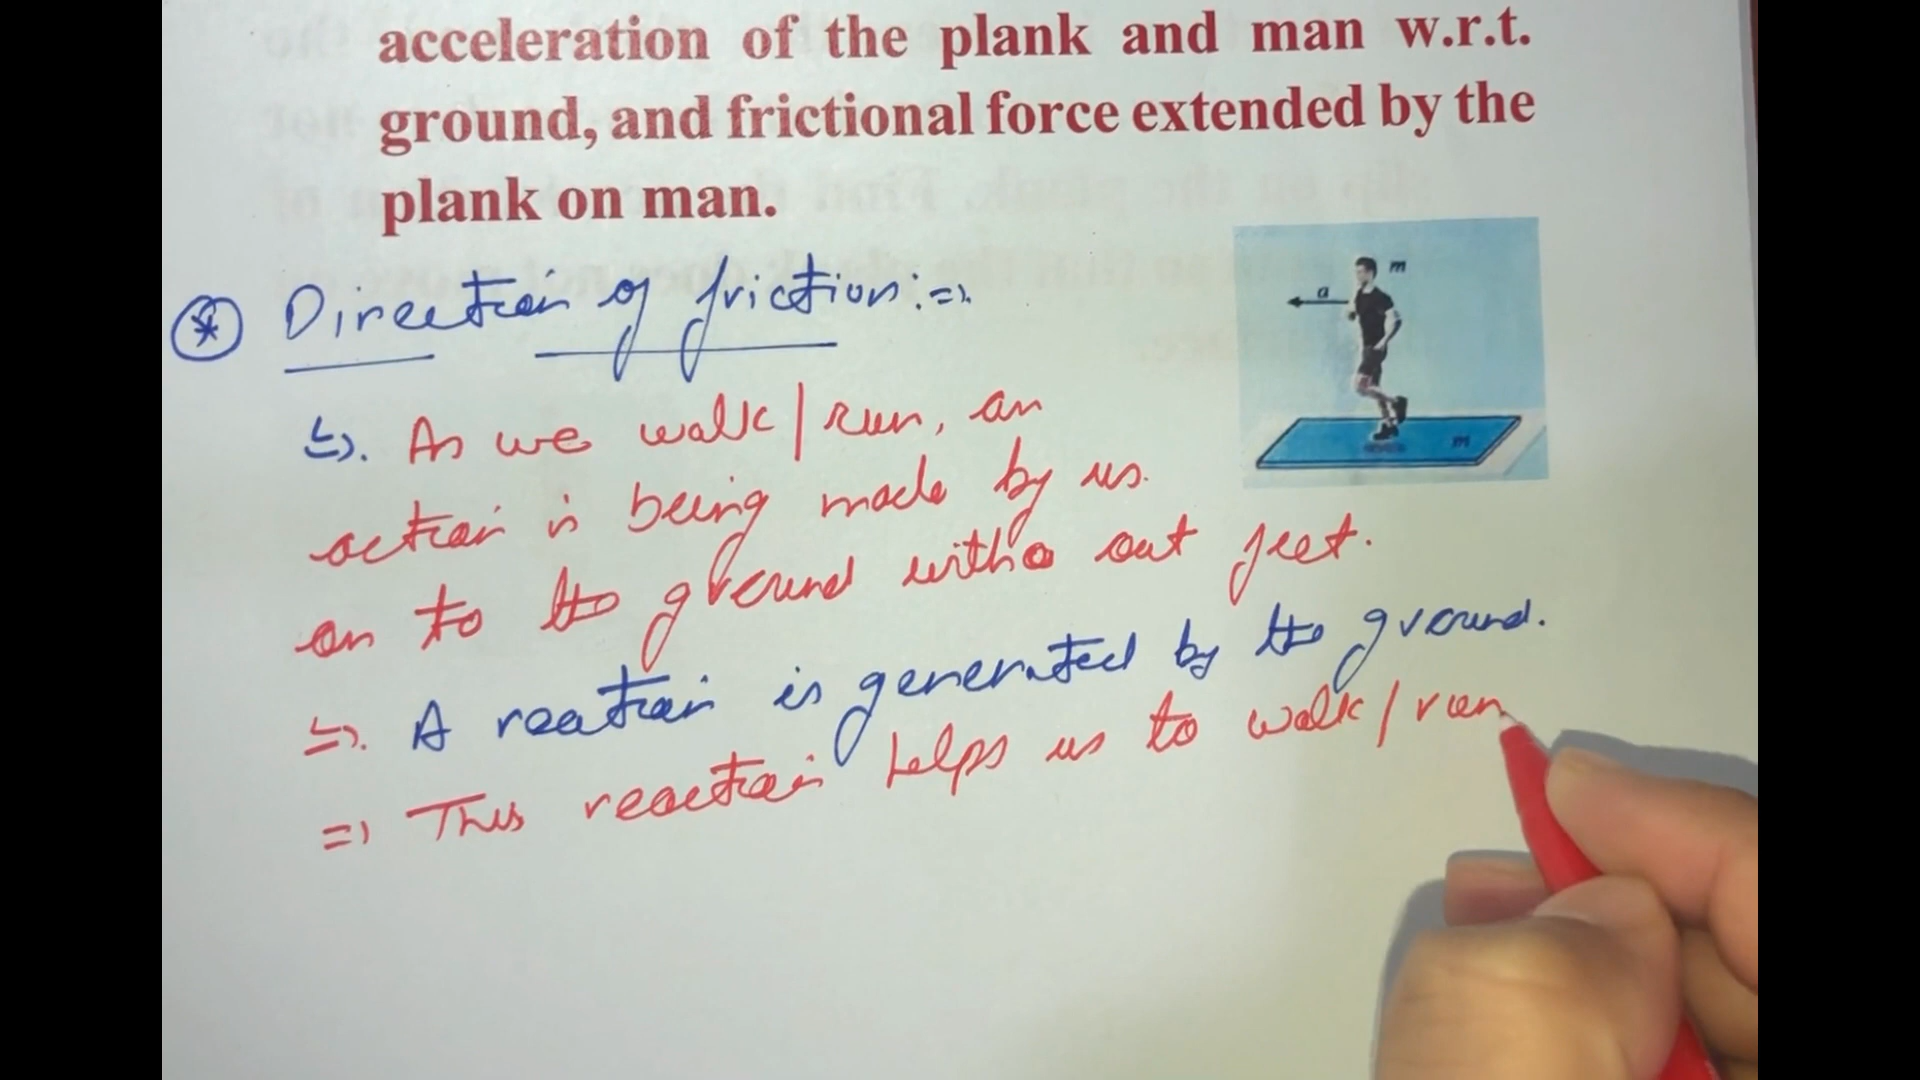 acceleration of the plank and man w.r.t.
ground, and frictional force extended by the
plank on man.
Direction of friction :=>
m
a
=>. As we walk / run, an
m
action is being made by us.
on to the ground with out feet.
=>. A reation is generated by the ground.
=> This reaction helps us to walk / run